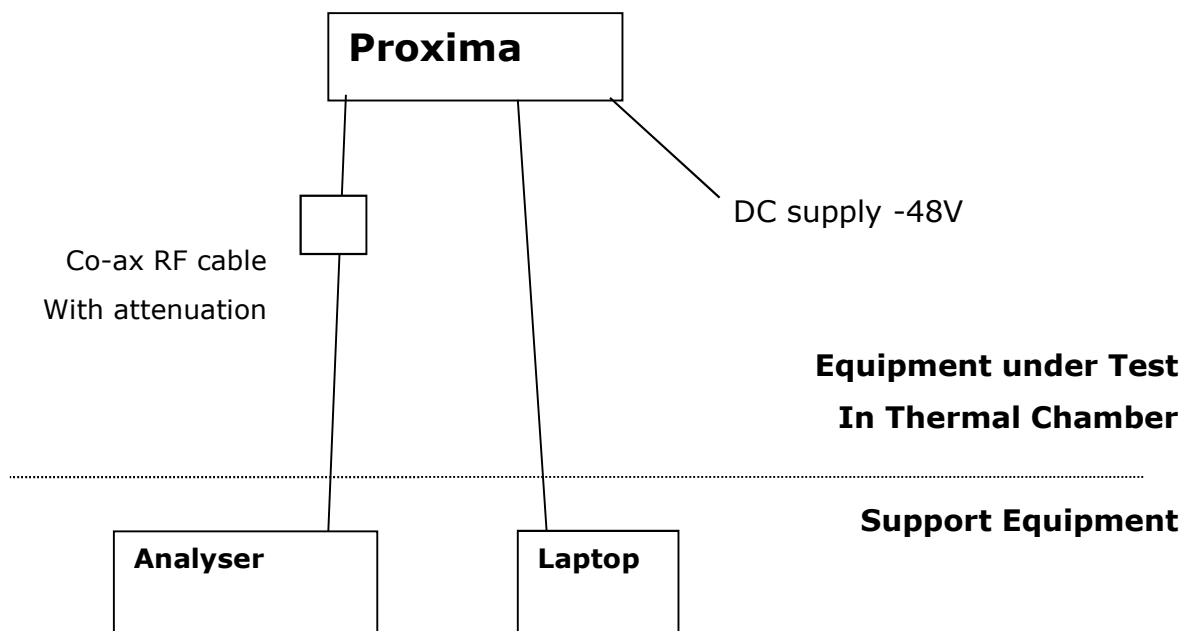 Proxima
DC supply -48V
Co-ax RF cable
With attenuation
Equipment under Test
In Thermal Chamber
Support Equipment
Analyser
Laptop